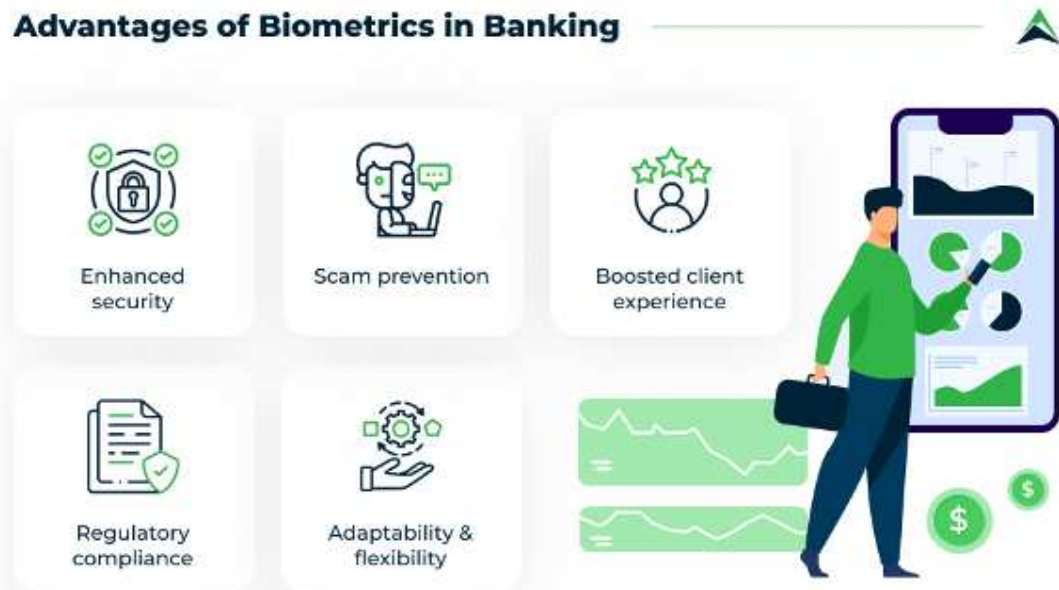 Advantages of Biometrics in Banking
Enhanced
security
Scam prevention
Boosted client
experience
Regulatory
compliance
Adaptability &
flexibility
$
$